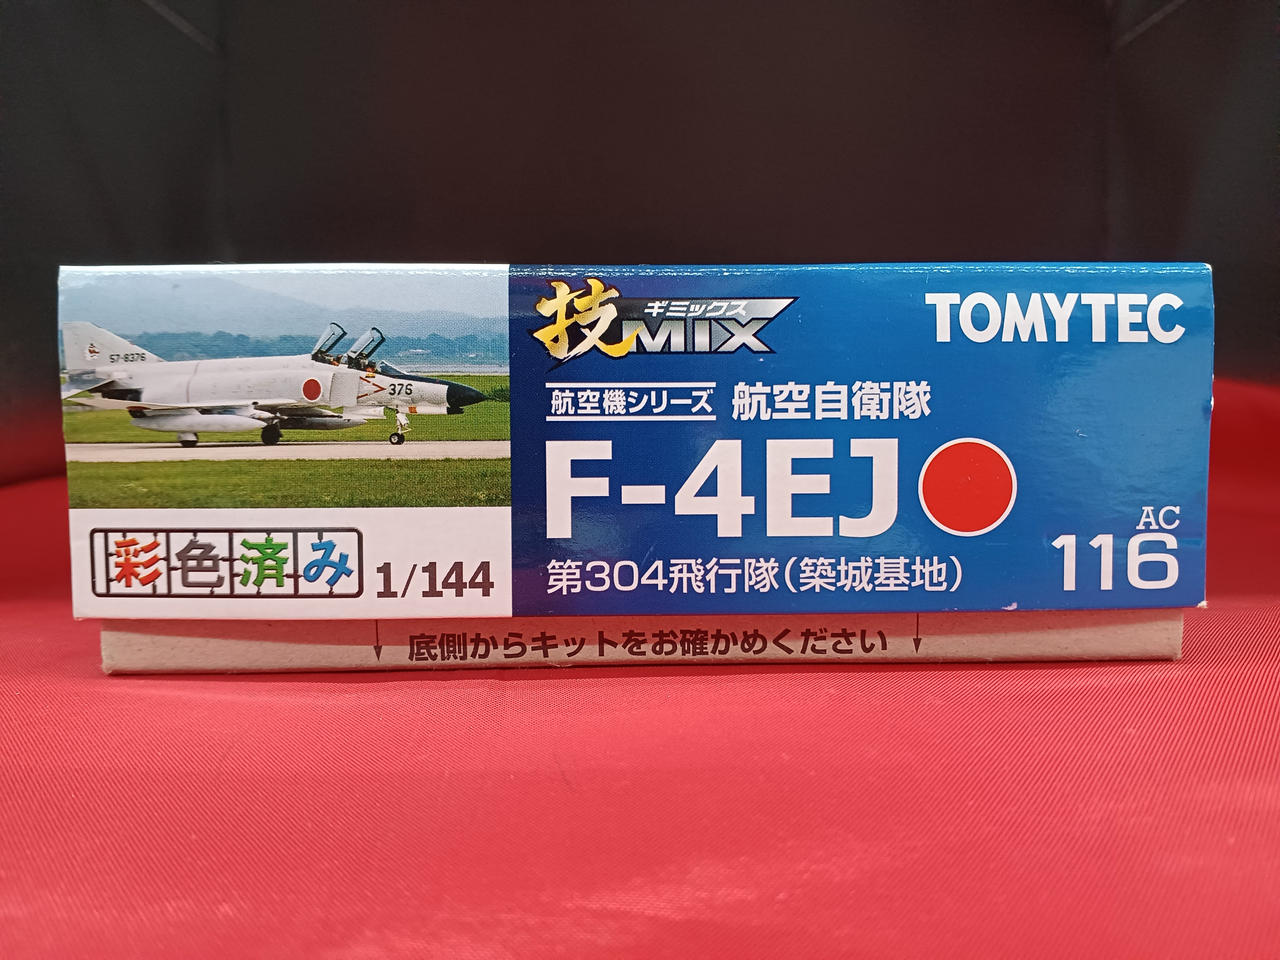 57-8376
376
彩色済み
1/144
技MIX
ギミックス
TOMYTEC
航空機シリーズ 航空自衛隊
F-4EJ
第304飛行隊(築城基地)
AC
116
底側からキットをお確かめください